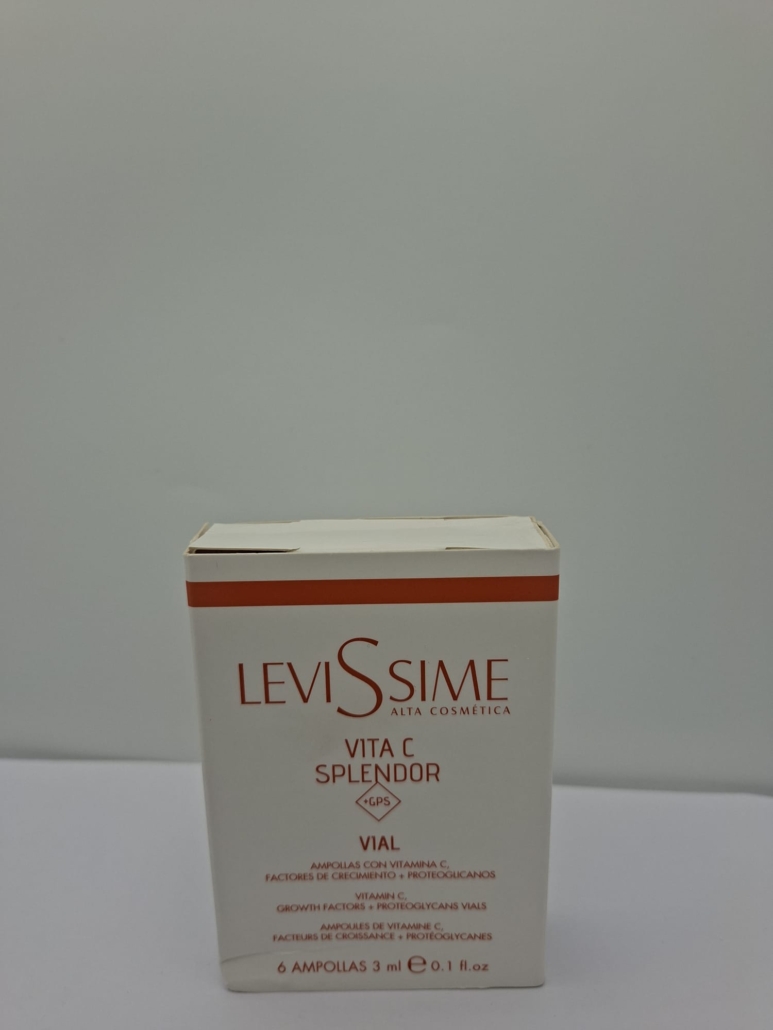 LEVISSIME
ALTA COSMÉTICA
VITA C
SPLENDOR
+GPS
VIAL
AMPOLLAS CON VITAMINA C,
FACTORES DE CRECIMIENTO + PROTEOGLICANOS
VITAMIN C,
GROWTH FACTORS + PROTEOGLYCANS VIALS
AMPOULES DE VITAMINE C,
FACTEURS DE CROISSANCE + PROTÉOGLYCANES
6 AMPOLLAS 3 ml ℮ 0.1 fl.oz